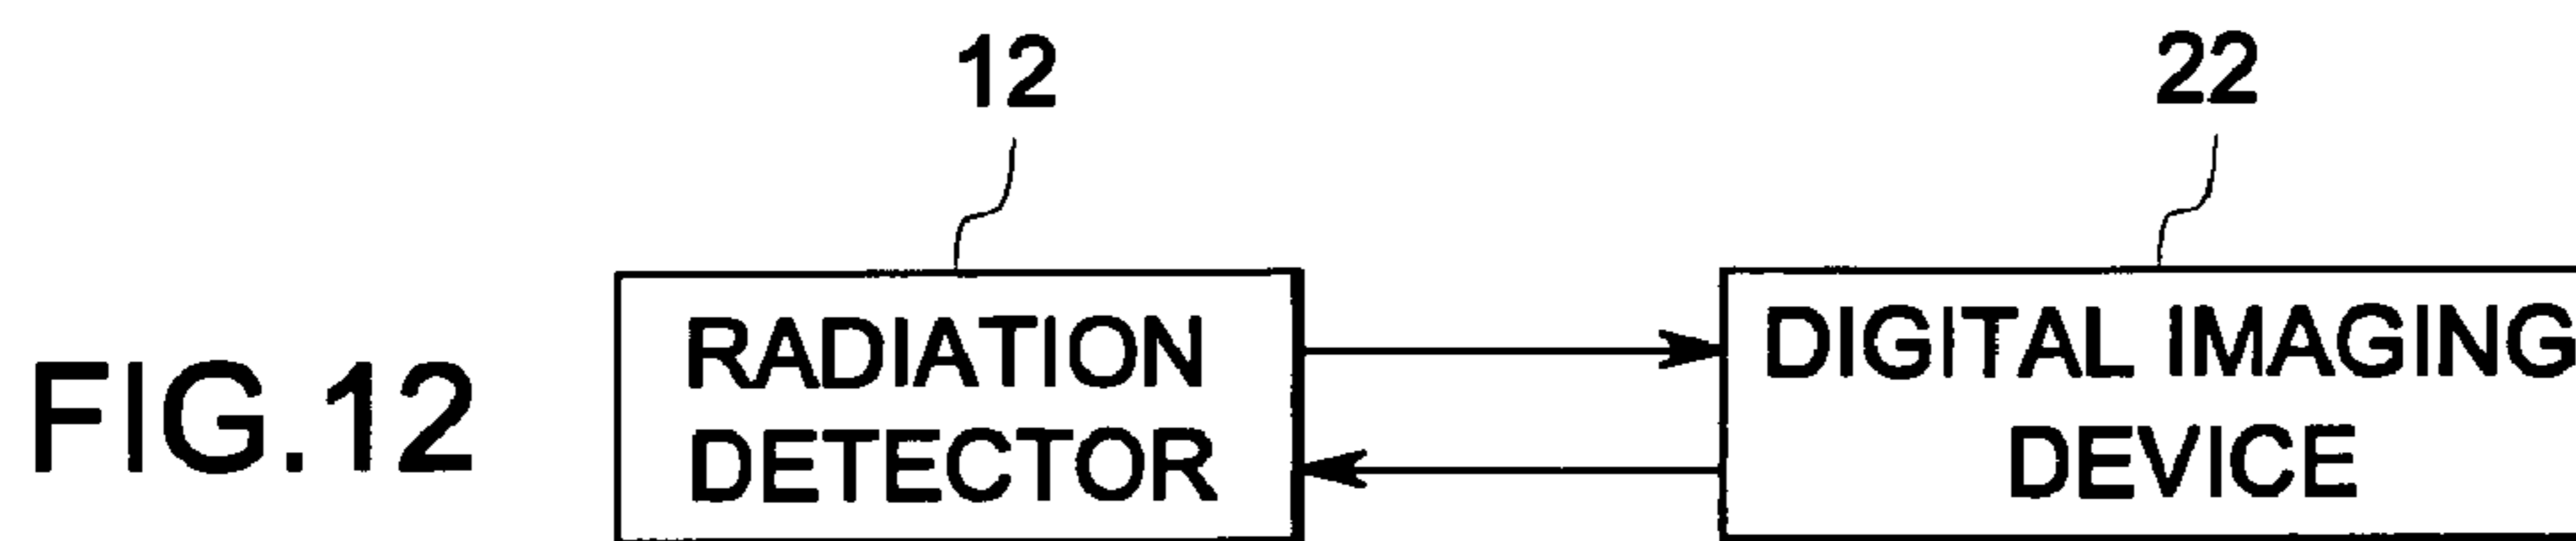 12
22
RADIATION
DETECTOR
DIGITAL IMAGING
DEVICE
FIG.12